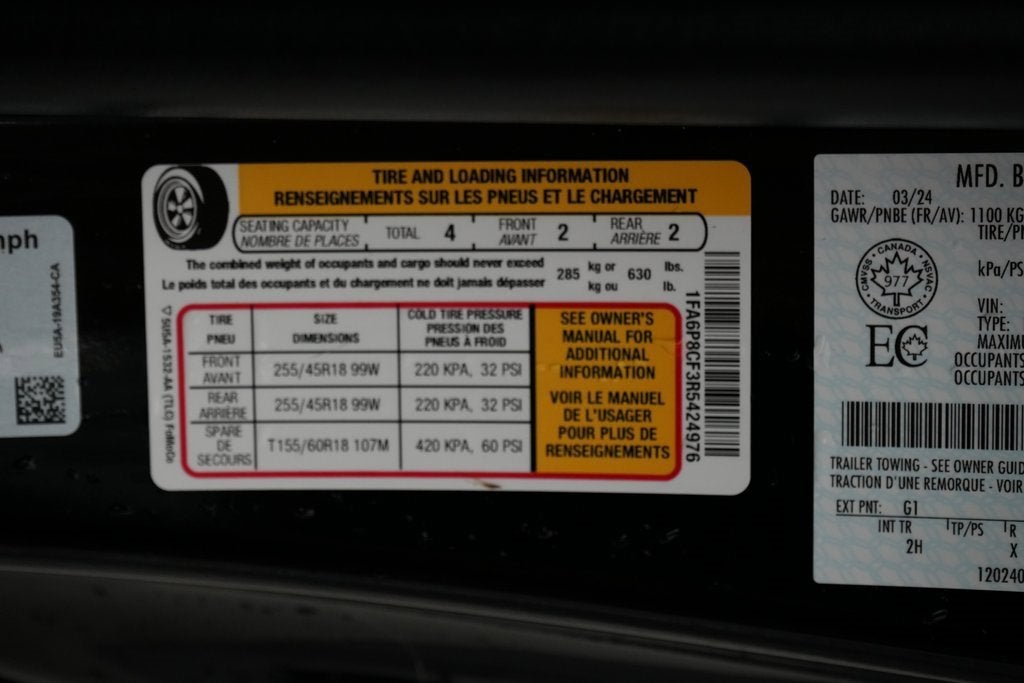 mph
EU5A-19A354-CA
TIRE AND LOADING INFORMATION
RENSEIGNEMENTS SUR LES PNEUS ET LE CHARGEMENT
SEATING CAPACITY
NOMBRE DE PLACES
TOTAL 4
FRONT
AVANT 2
REAR
ARRIÈRE 2
The combined weight of occupants and cargo should never exceed
Le poids total des occupants et du chargement ne doit jamais dépasser
285 kg or 630 lbs.
kg ou lb.
TIRE
PNEU
SIZE
DIMENSIONS
COLD TIRE PRESSURE
PRESSION DES
PNEUS À FROID
FRONT
AVANT
255/45R18 99W
220 KPA, 32 PSI
REAR
ARRIÈRE
255/45R18 99W
220 KPA, 32 PSI
SPARE
DE
SECOURS
T155/60R18 107M
420 KPA, 60 PSI
SEE OWNER'S
MANUAL FOR
ADDITIONAL
INFORMATION
VOIR LE MANUEL
DE L'USAGER
POUR PLUS DE
RENSEIGNEMENTS
1FA6P8CF3R5424976
5U5A-1532-AA (TLG) FoMoCo
MFD. B
DATE: 03/24
GAWR/PNBE (FR/AV): 1100 KG
TIRE/PN
kPa/PS
CANADA
CMVSS
NSVAC
977
TRANSPORT
VIN:
TYPE:
MAXIMU
OCCUPANTS
OCCUPANTS
EC
TRAILER TOWING - SEE OWNER GUID
TRACTION D'UNE REMORQUE - VOIR
EXT PNT: G1
INT TR TP/PS R
2H X
120240